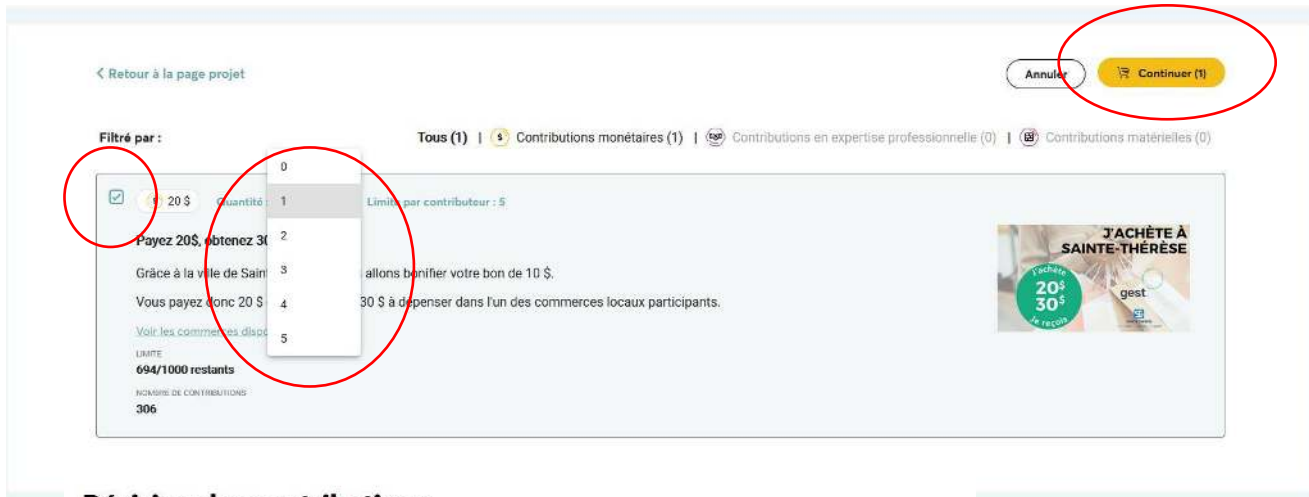 Retour à la page projet
Annuler
Continuer (1)
Filtré par :
Tous (1) | $ Contributions monétaires (1) | Contributions en expertise professionnelle (0) | Contributions matérielles (0)
0
1
2
3
4
5
20 $ Quantité Limite par contributeur : 5
Payez 20$, obtenez 30
Grâce à la ville de Saint allons bonifier votre bon de 10 $.
Vous payez donc 20 $ 30 $ à dépenser dans l'un des commerces locaux participants.
Voir les commerces dispo
LIMITE
694/1000 restants
NOMBRE DE CONTRIBUTIONS
306
J'ACHÈTE À
SAINTE-THÉRÈSE
J'achète
20$
30$
Je reçois
gest